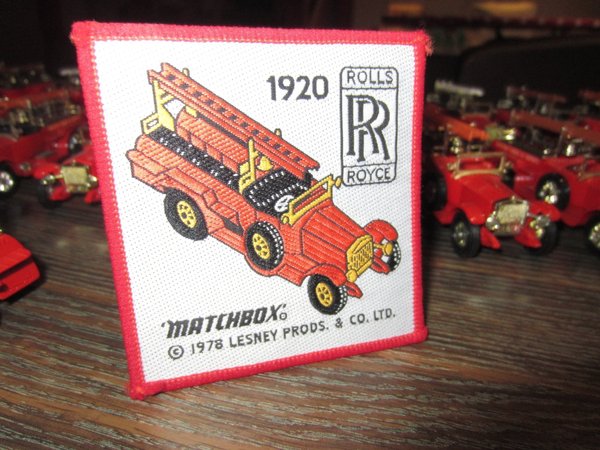 1920
ROLLS
RR
ROYCE
"MATCHBOX"®
© 1978 LESNEY PRODS. & CO. LTD.